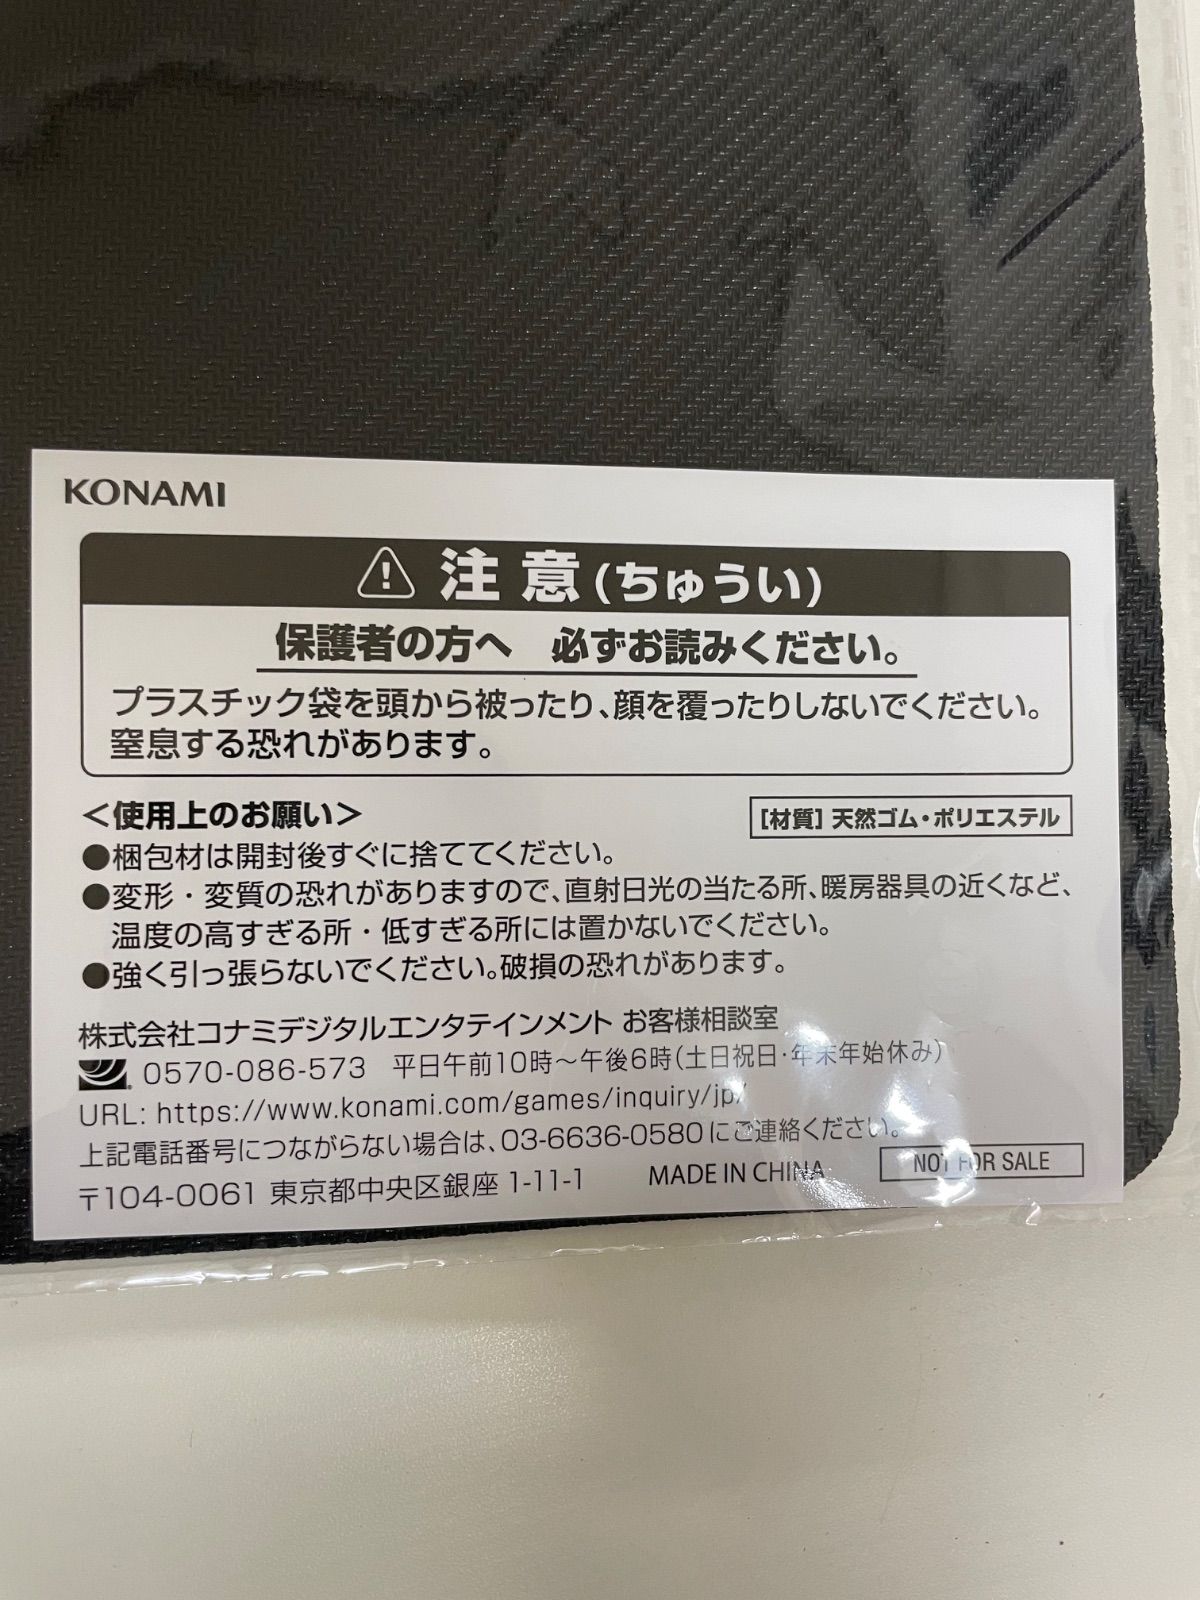 KONAMI
注意(ちゅうい)
保護者の方へ 必ずお読みください。
プラスチック袋を頭から被ったり、顔を覆ったりしないでください。
窒息する恐れがあります。
＜使用上のお願い＞
[材質] 天然ゴム・ポリエステル
●梱包材は開封後すぐに捨ててください。
●変形・変質の恐れがありますので、直射日光の当たる所、暖房器具の近くなど、
温度の高すぎる所・低すぎる所には置かないでください。
●強く引っ張らないでください。破損の恐れがあります。
株式会社コナミデジタルエンタテインメント お客様相談室
0570-086-573 平日午前10時～午後6時(土日祝日・年末年始休み)
URL: https://www.konami.com/games/inquiry/jp/
上記電話番号につながらない場合は、03-6636-0580にご連絡ください。
〒104-0061 東京都中央区銀座 1-11-1 MADE IN CHINA NOT FOR SALE